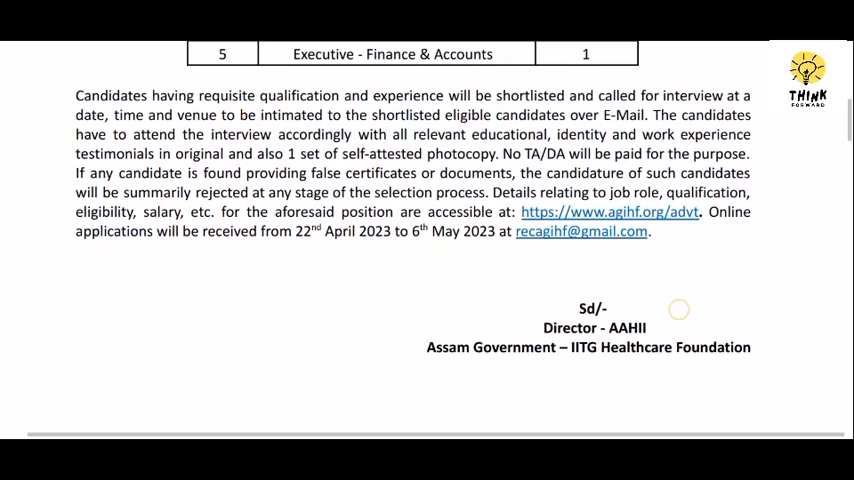 5 Executive - Finance & Accounts 1
THINK
FORWARD
Candidates having requisite qualification and experience will be shortlisted and called for interview at a
date, time and venue to be intimated to the shortlisted eligible candidates over E-Mail. The candidates
have to attend the interview accordingly with all relevant educational, identity and work experience
testimonials in original and also 1 set of self-attested photocopy. No TA/DA will be paid for the purpose.
If any candidate is found providing false certificates or documents, the candidature of such candidates
will be summarily rejected at any stage of the selection process. Details relating to job role, qualification,
eligibility, salary, etc. for the aforesaid position are accessible at: https://www.agihf.org/advt. Online
applications will be received from 22nd April 2023 to 6th May 2023 at recagihf@gmail.com.
Sd/-
Director - AAHII
Assam Government – IITG Healthcare Foundation